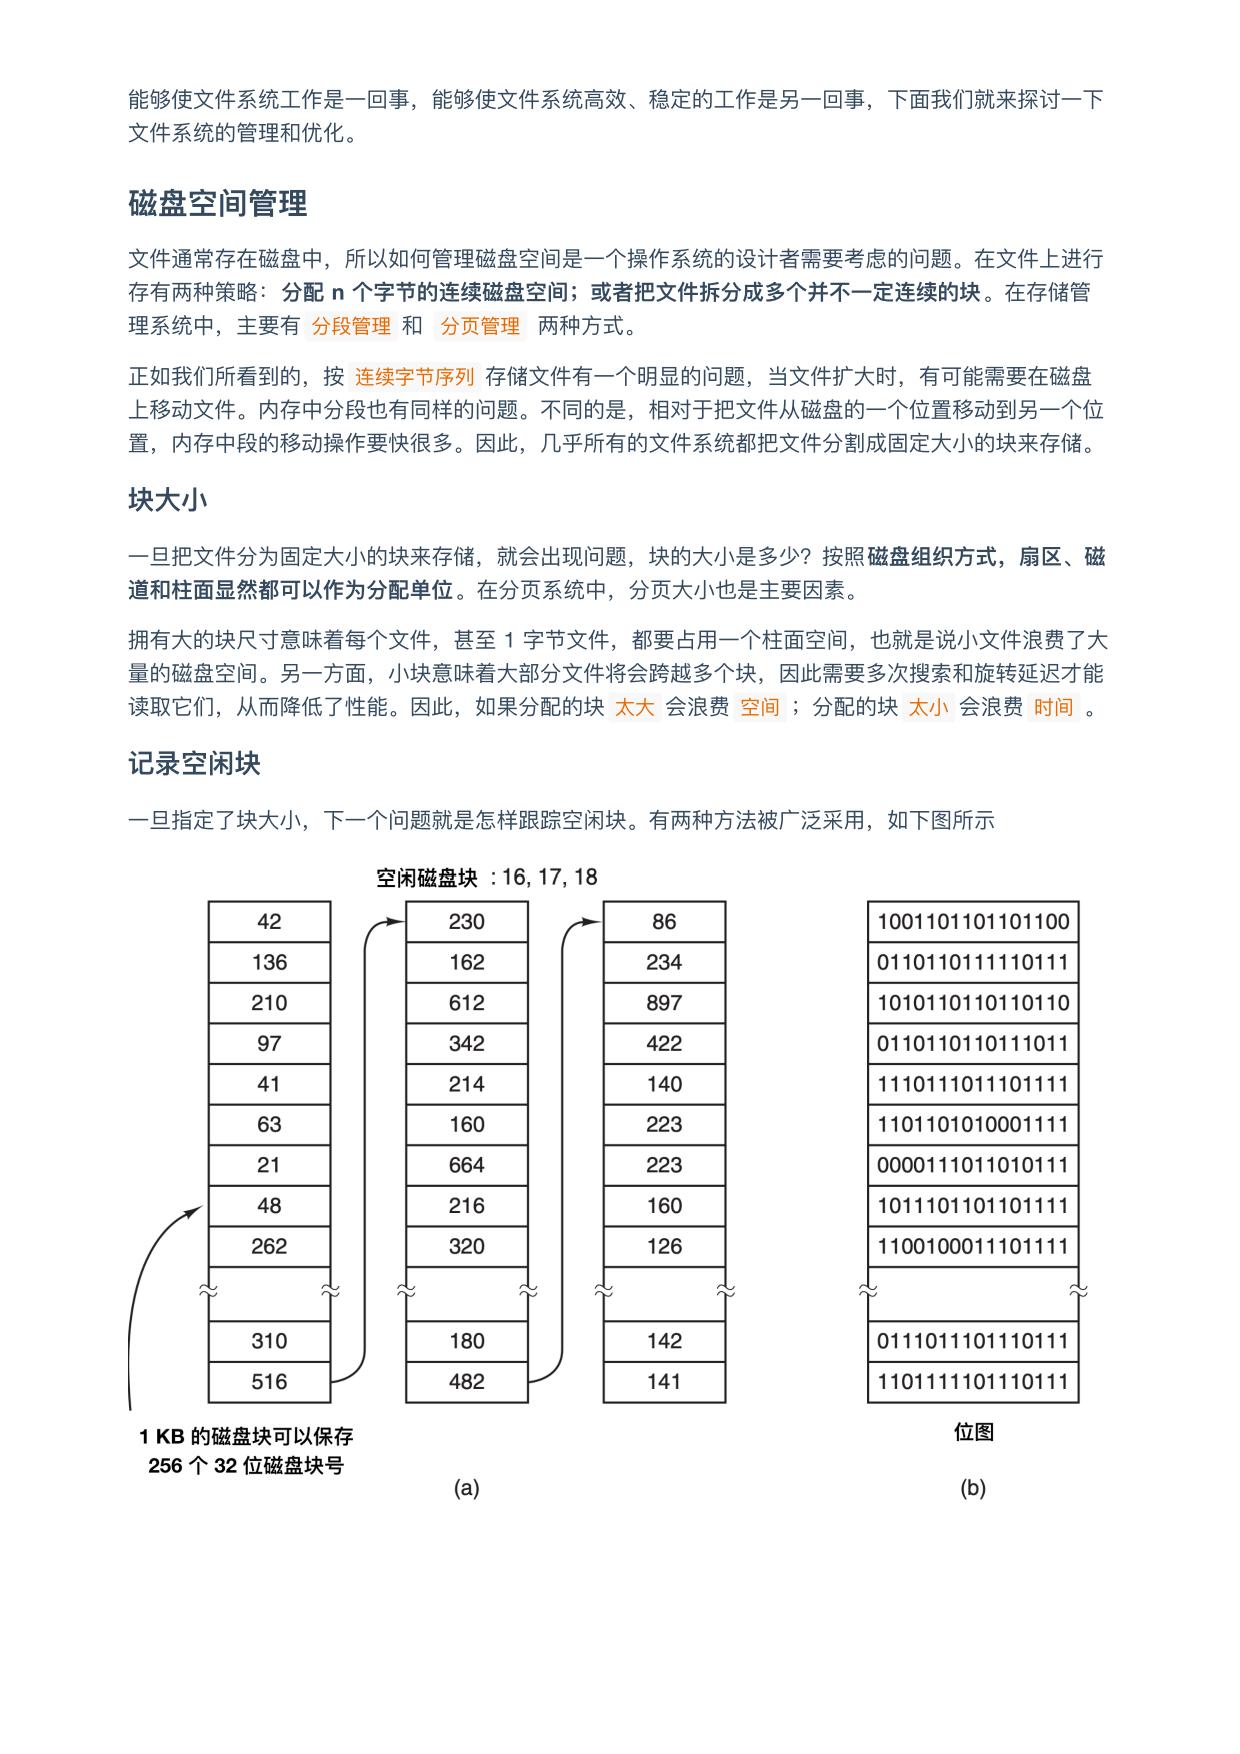 能够使文件系统工作是一回事，能够使文件系统高效、稳定的工作是另一回事，下面我们就来探讨一下
文件系统的管理和优化。
磁盘空间管理
文件通常存在磁盘中，所以如何管理磁盘空间是一个操作系统的设计者需要考虑的问题。在文件上进行
存有两种策略：分配 n 个字节的连续磁盘空间；或者把文件拆分成多个并不一定连续的块。在存储管
理系统中，主要有 分段管理 和 分页管理 两种方式。
正如我们所看到的，按 连续字节序列 存储文件有一个明显的问题，当文件扩大时，有可能需要在磁盘
上移动文件。内存中分段也有同样的问题。不同的是，相对于把文件从磁盘的一个位置移动到另一个位
置，内存中段的移动操作要快很多。因此，几乎所有的文件系统都把文件分割成固定大小的块来存储。
块大小
一旦把文件分为固定大小的块来存储，就会出现问题，块的大小是多少？按照磁盘组织方式，扇区、磁
道和柱面显然都可以作为分配单位。在分页系统中，分页大小也是主要因素。
拥有大的块尺寸意味着每个文件，甚至 1 字节文件，都要占用一个柱面空间，也就是说小文件浪费了大
量的磁盘空间。另一方面，小块意味着大部分文件将会跨越多个块，因此需要多次搜索和旋转延迟才能
读取它们，从而降低了性能。因此，如果分配的块 太大 会浪费 空间 ；分配的块 太小 会浪费 时间 。
记录空闲块
一旦指定了块大小，下一个问题就是怎样跟踪空闲块。有两种方法被广泛采用，如下图所示
空闲磁盘块 : 16, 17, 18
42 230 86 1001101101101100
136 162 234 0110110111110111
210 612 897 1010110110110110
97 342 422 0110110110111011
41 214 140 1110111011101111
63 160 223 1101101010001111
21 664 223 0000111011010111
48 216 160 1011101101101111
262 320 126 1100100011101111
310 180 142 0111011101110111
516 482 141 1101111101110111
1 KB 的磁盘块可以保存
256 个 32 位磁盘块号
位图
(a) (b)